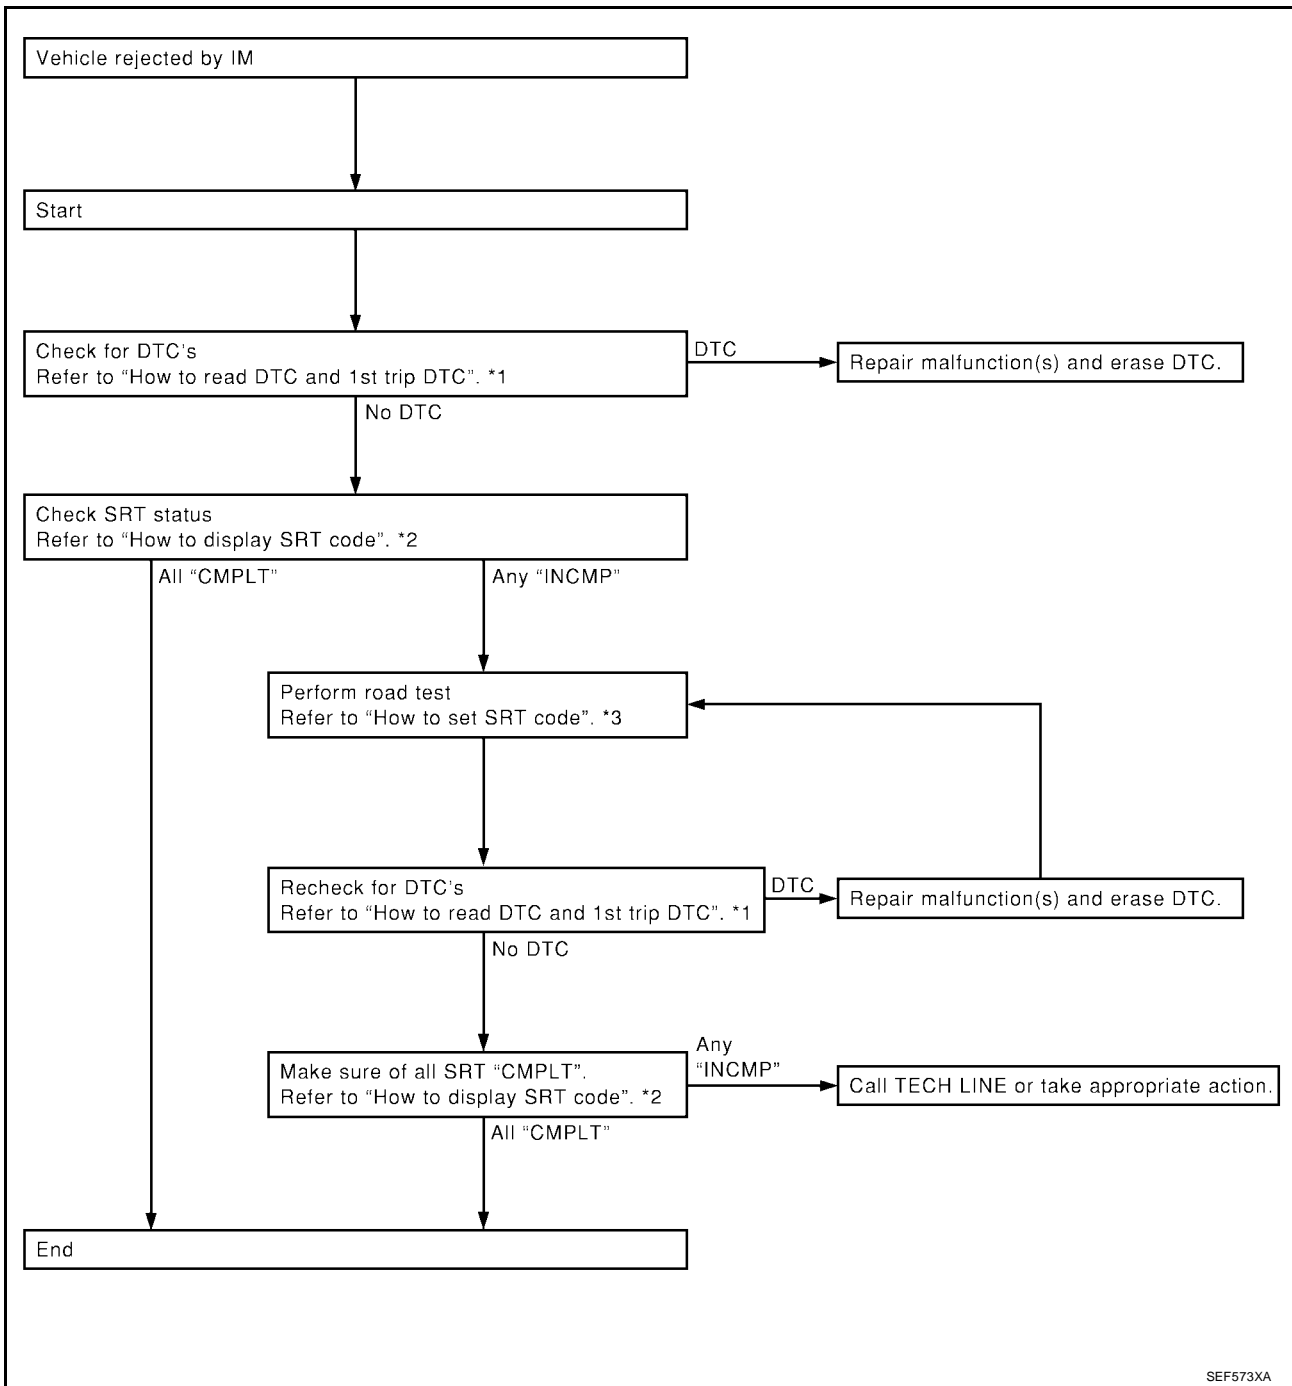 Vehicle rejected by IM
Start
Check for DTC's
Refer to “How to read DTC and 1st trip DTC”. *1
DTC
Repair malfunction(s) and erase DTC.
No DTC
Check SRT status
Refer to “How to display SRT code”. *2
All “CMPLT”
Any “INCMP”
Perform road test
Refer to “How to set SRT code”. *3
Recheck for DTC's
Refer to “How to read DTC and 1st trip DTC”. *1
DTC
Repair malfunction(s) and erase DTC.
No DTC
Make sure of all SRT “CMPLT”.
Refer to “How to display SRT code”. *2
Any
“INCMP”
Call TECH LINE or take appropriate action.
All “CMPLT”
End
SEF573XA